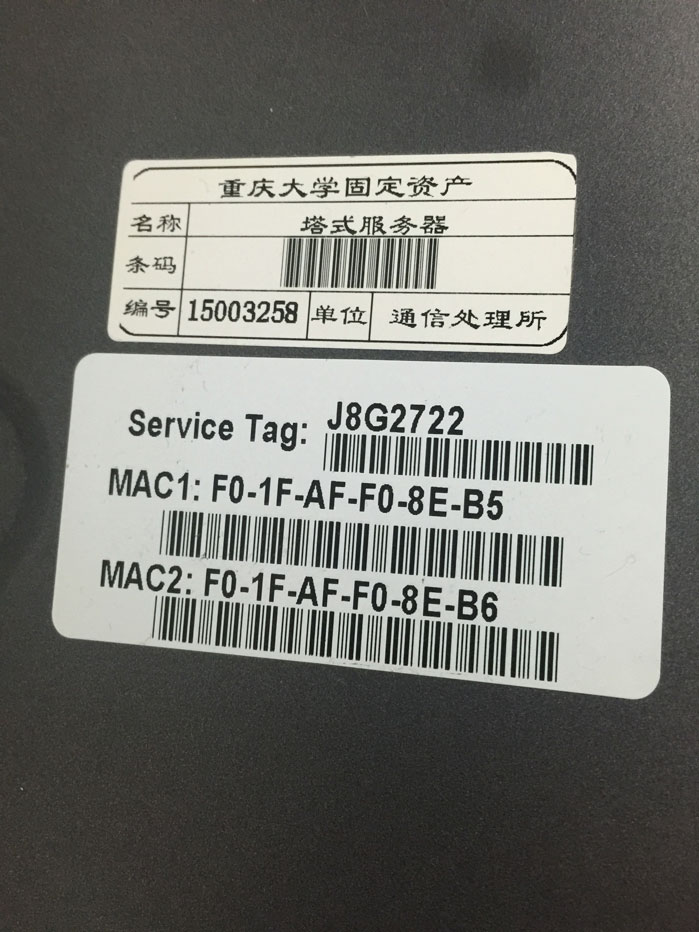 重庆大学固定资产
名称 塔式服务器
条码
编号 15003258 单位 通信处理所
Service Tag: J8G2722
MAC1: F0-1F-AF-F0-8E-B5
MAC2: F0-1F-AF-F0-8E-B6